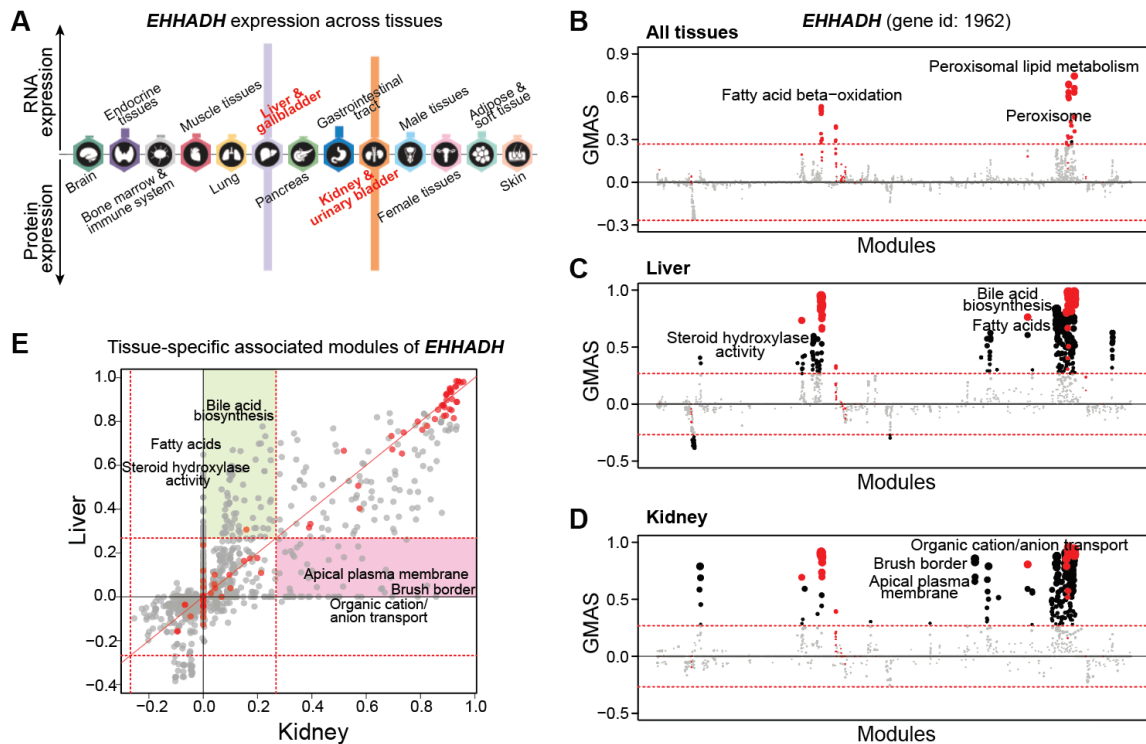 A
EHHADH expression across tissues
RNA
expression
Protein
expression
Endocrine
tissues
Muscle tissues
Liver &
gallbladder
Gastrointestinal
tract
Male tissues
Adipose &
soft tissue
Brain
Bone marrow &
immune system
Lung
Pancreas
Kidney &
urinary bladder
Female tissues
Skin
B
EHHADH (gene id: 1962)
All tissues
GMAS
0.9
0.6
0.3
0.0
−0.3
Peroxisomal lipid metabolism
Fatty acid beta−oxidation
Peroxisome
Modules
C
Liver
GMAS
1.0
0.5
0.0
−0.5
Bile acid
biosynthesis
Steroid hydroxylase
activity
Fatty acids
Modules
D
Kidney
GMAS
1.0
0.5
0.0
−0.5
Organic cation/anion transport
Brush border
Apical plasma
membrane
Modules
E
Tissue-specific associated modules of EHHADH
Liver
1.0
0.8
0.6
0.4
0.2
0.0
−0.2
−0.4
Bile acid
biosynthesis
Fatty acids
Steroid hydroxylase
activity
Apical plasma membrane
Brush border
Organic cation/
anion transport
−0.2
0.0
0.2
0.4
0.6
0.8
1.0
Kidney